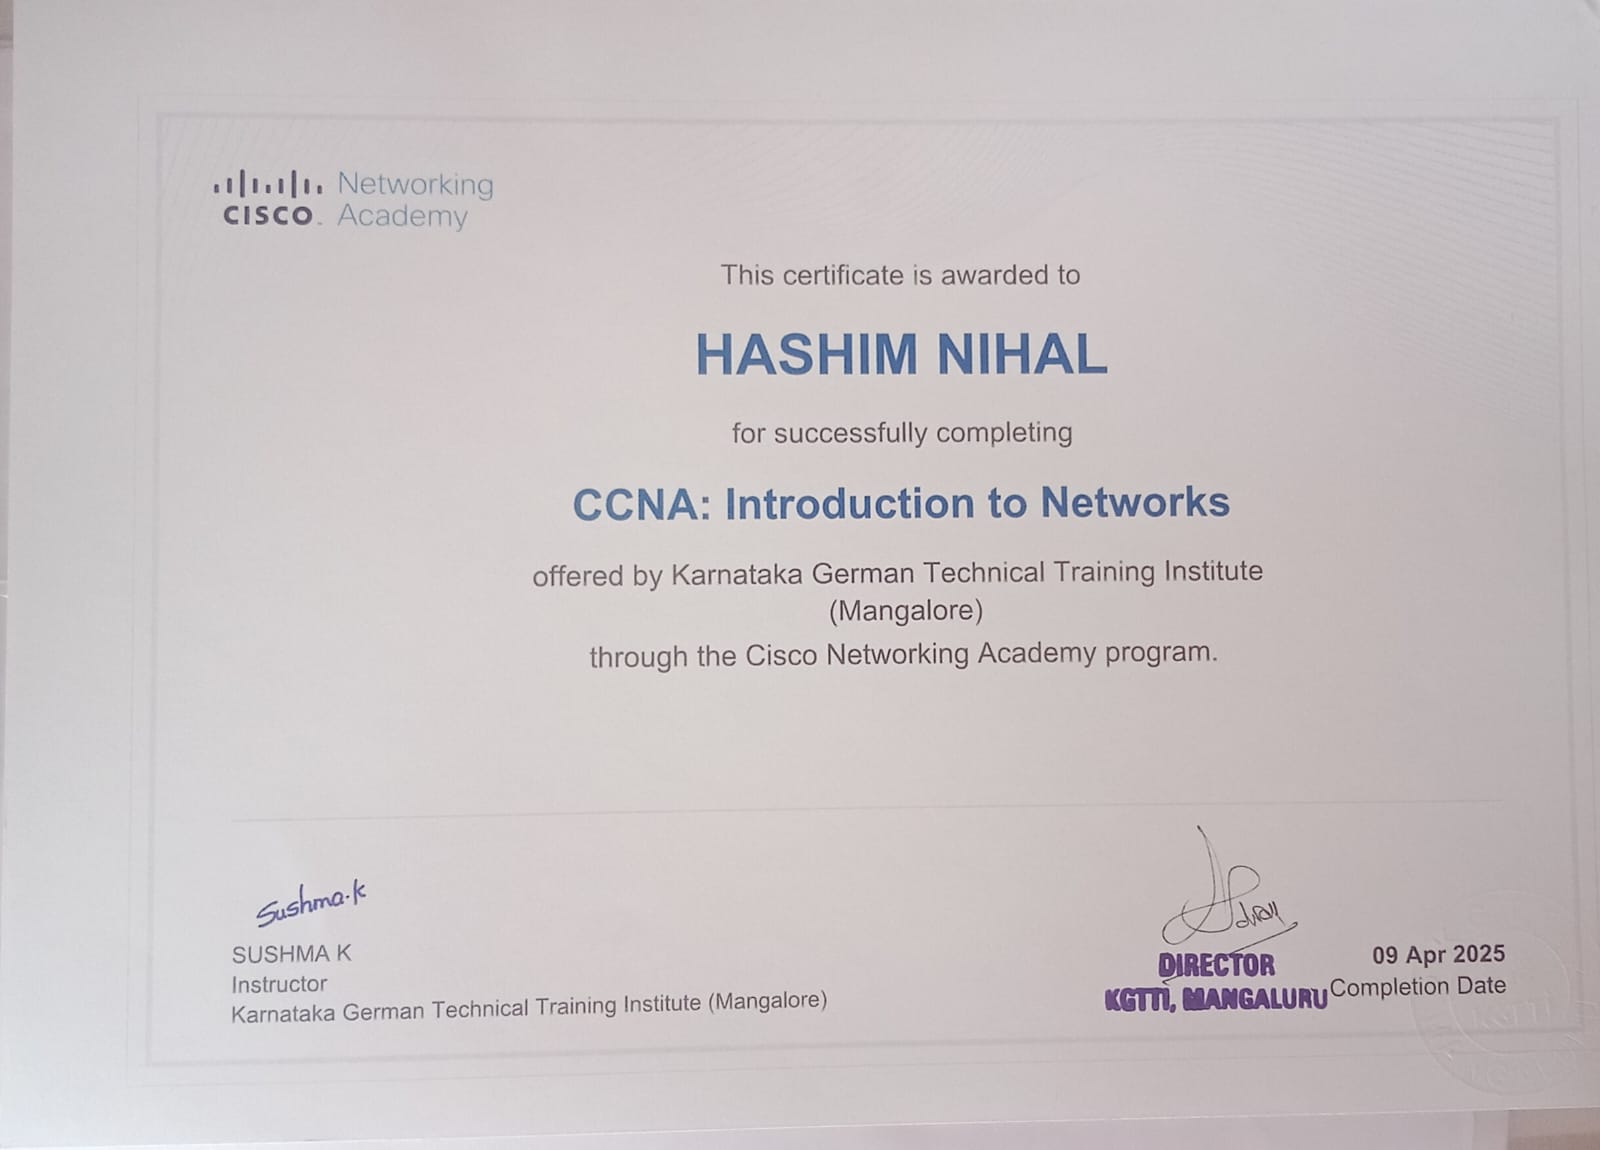 CISCO Networking Academy
This certificate is awarded to
HASHIM NIHAL
for successfully completing
CCNA: Introduction to Networks
offered by Karnataka German Technical Training Institute
(Mangalore)
through the Cisco Networking Academy program.
Sushma.K
SUSHMA K
Instructor
Karnataka German Technical Training Institute (Mangalore)
DIRECTOR
KGTTI, MANGALURU
09 Apr 2025
Completion Date